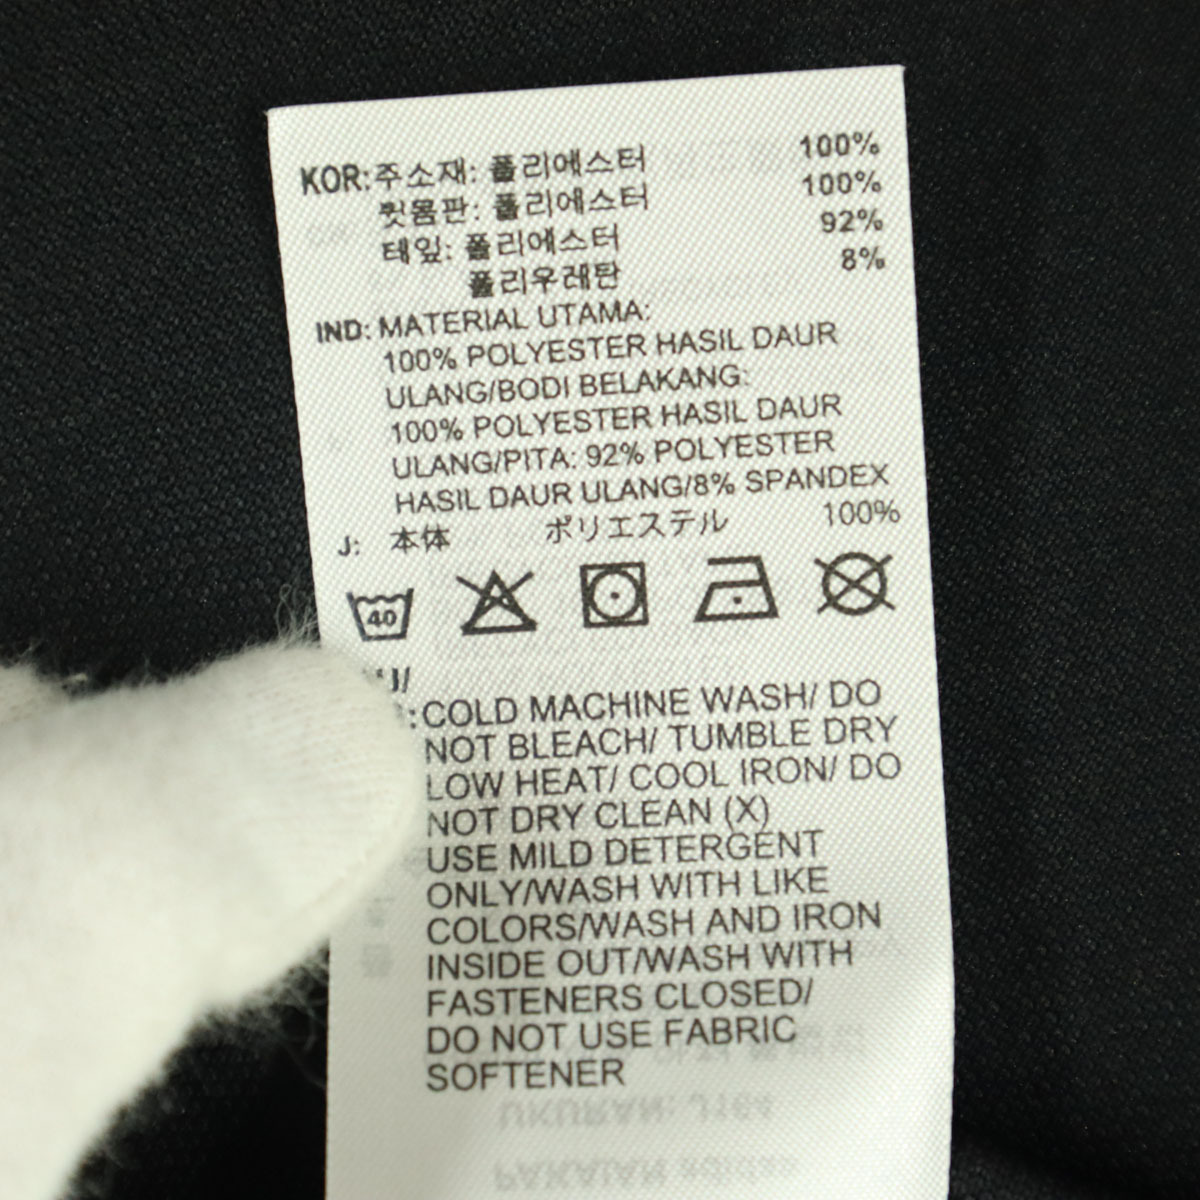 KOR: 주소재: 폴리에스터 100%
뒷몸판: 폴리에스터 100%
테잎: 폴리에스터 92%
폴리우레탄 8%
IND: MATERIAL UTAMA:
100% POLYESTER HASIL DAUR
ULANG/BODI BELAKANG:
100% POLYESTER HASIL DAUR
ULANG/PITA: 92% POLYESTER
HASIL DAUR ULANG/8% SPANDEX
J: 本体 ポリエステル 100%
40
COLD MACHINE WASH/ DO
NOT BLEACH/ TUMBLE DRY
LOW HEAT/ COOL IRON/ DO
NOT DRY CLEAN (X)
USE MILD DETERGENT
ONLY/WASH WITH LIKE
COLORS/WASH AND IRON
INSIDE OUT/WASH WITH
FASTENERS CLOSED/
DO NOT USE FABRIC
SOFTENER